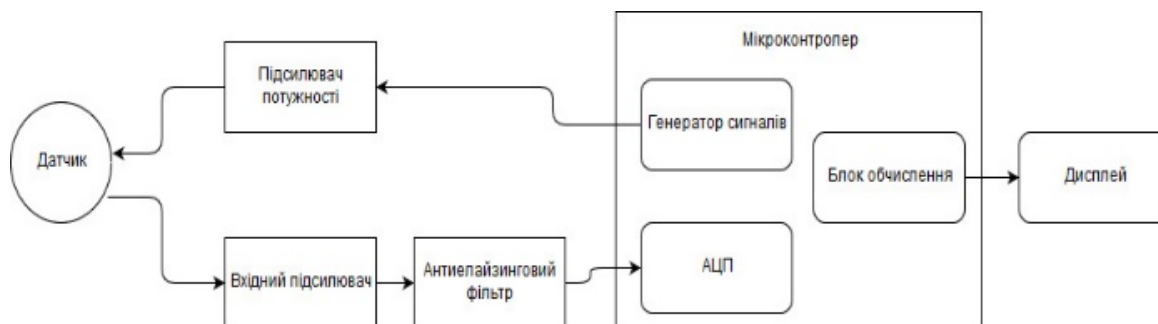 Мікроконтролер
Підсилювач
потужності
Генератор сигналів
Датчик
Блок обчислення
Дисплей
Вхідний підсилювач
Антиелайзинговий
фільтр
АЦП